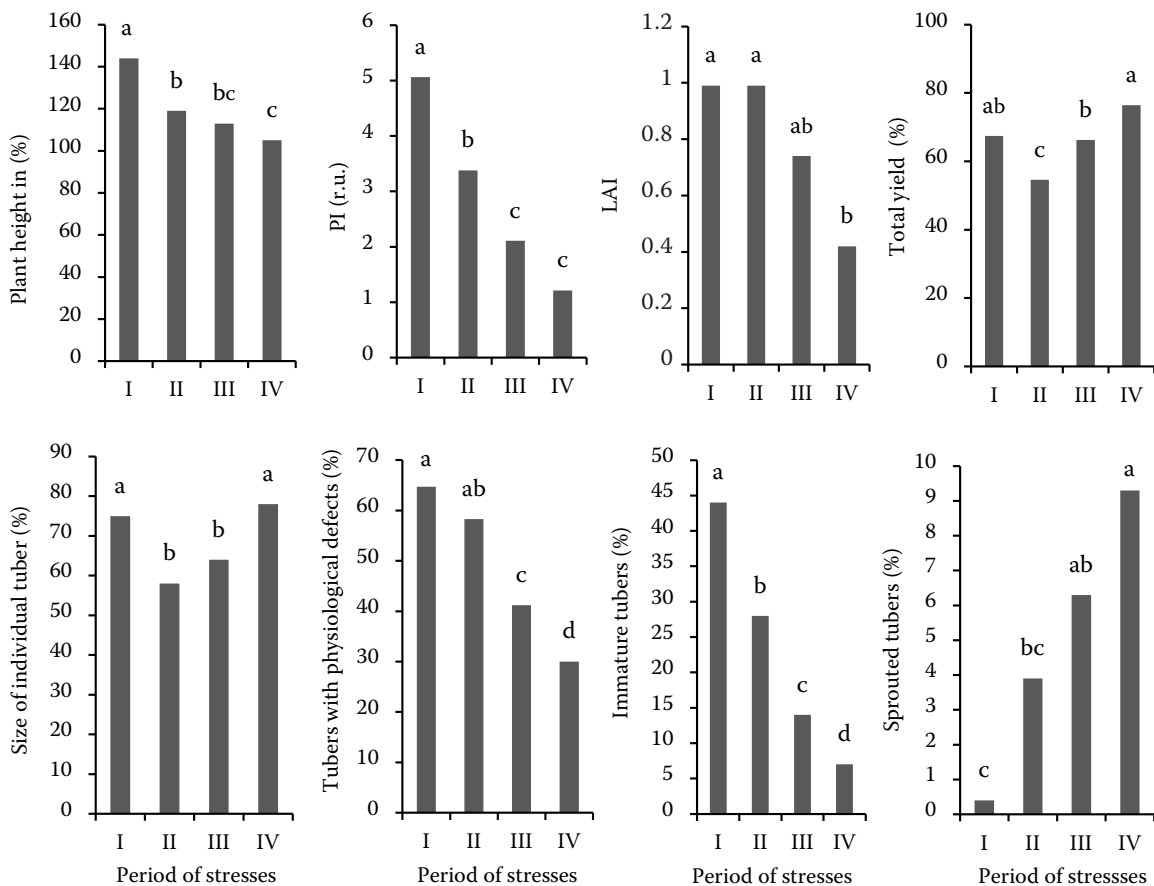 Plant height in (%)
160
140
120
100
80
60
40
20
0
a
b
bc
c
I II III IV
PI (r.u.)
6
5
4
3
2
1
0
a
b
c
c
I II III IV
LAI
1.2
1
0.8
0.6
0.4
0.2
0
a
a
ab
b
I II III IV
Total yield (%)
100
80
60
40
20
0
ab
c
b
a
I II III IV
Size of individual tuber (%)
90
80
70
60
50
40
30
20
10
0
a
b
b
a
I II III IV
Period of stresses
Tubers with physiological defects (%)
70
60
50
40
30
20
10
0
a
ab
c
d
I II III IV
Period of stresses
Immature tubers (%)
50
45
40
35
30
25
20
15
10
5
0
a
b
c
d
I II III IV
Period of stresses
Sprouted tubers (%)
10
9
8
7
6
5
4
3
2
1
0
c
bc
ab
a
I II III IV
Period of stresses